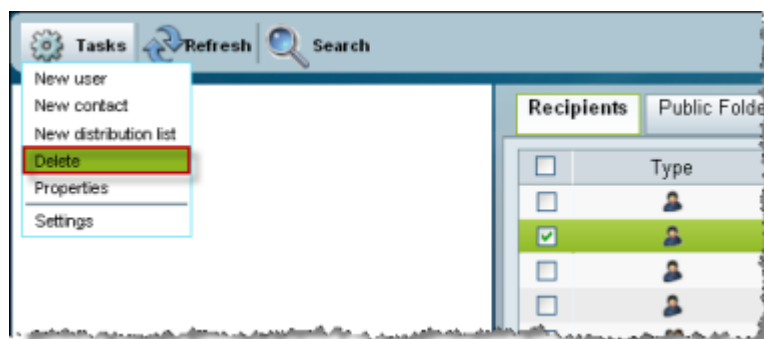 Tasks Refresh Search
New user
New contact
New distribution list
Delete
Properties
Settings
Recipients Public Folde
Type